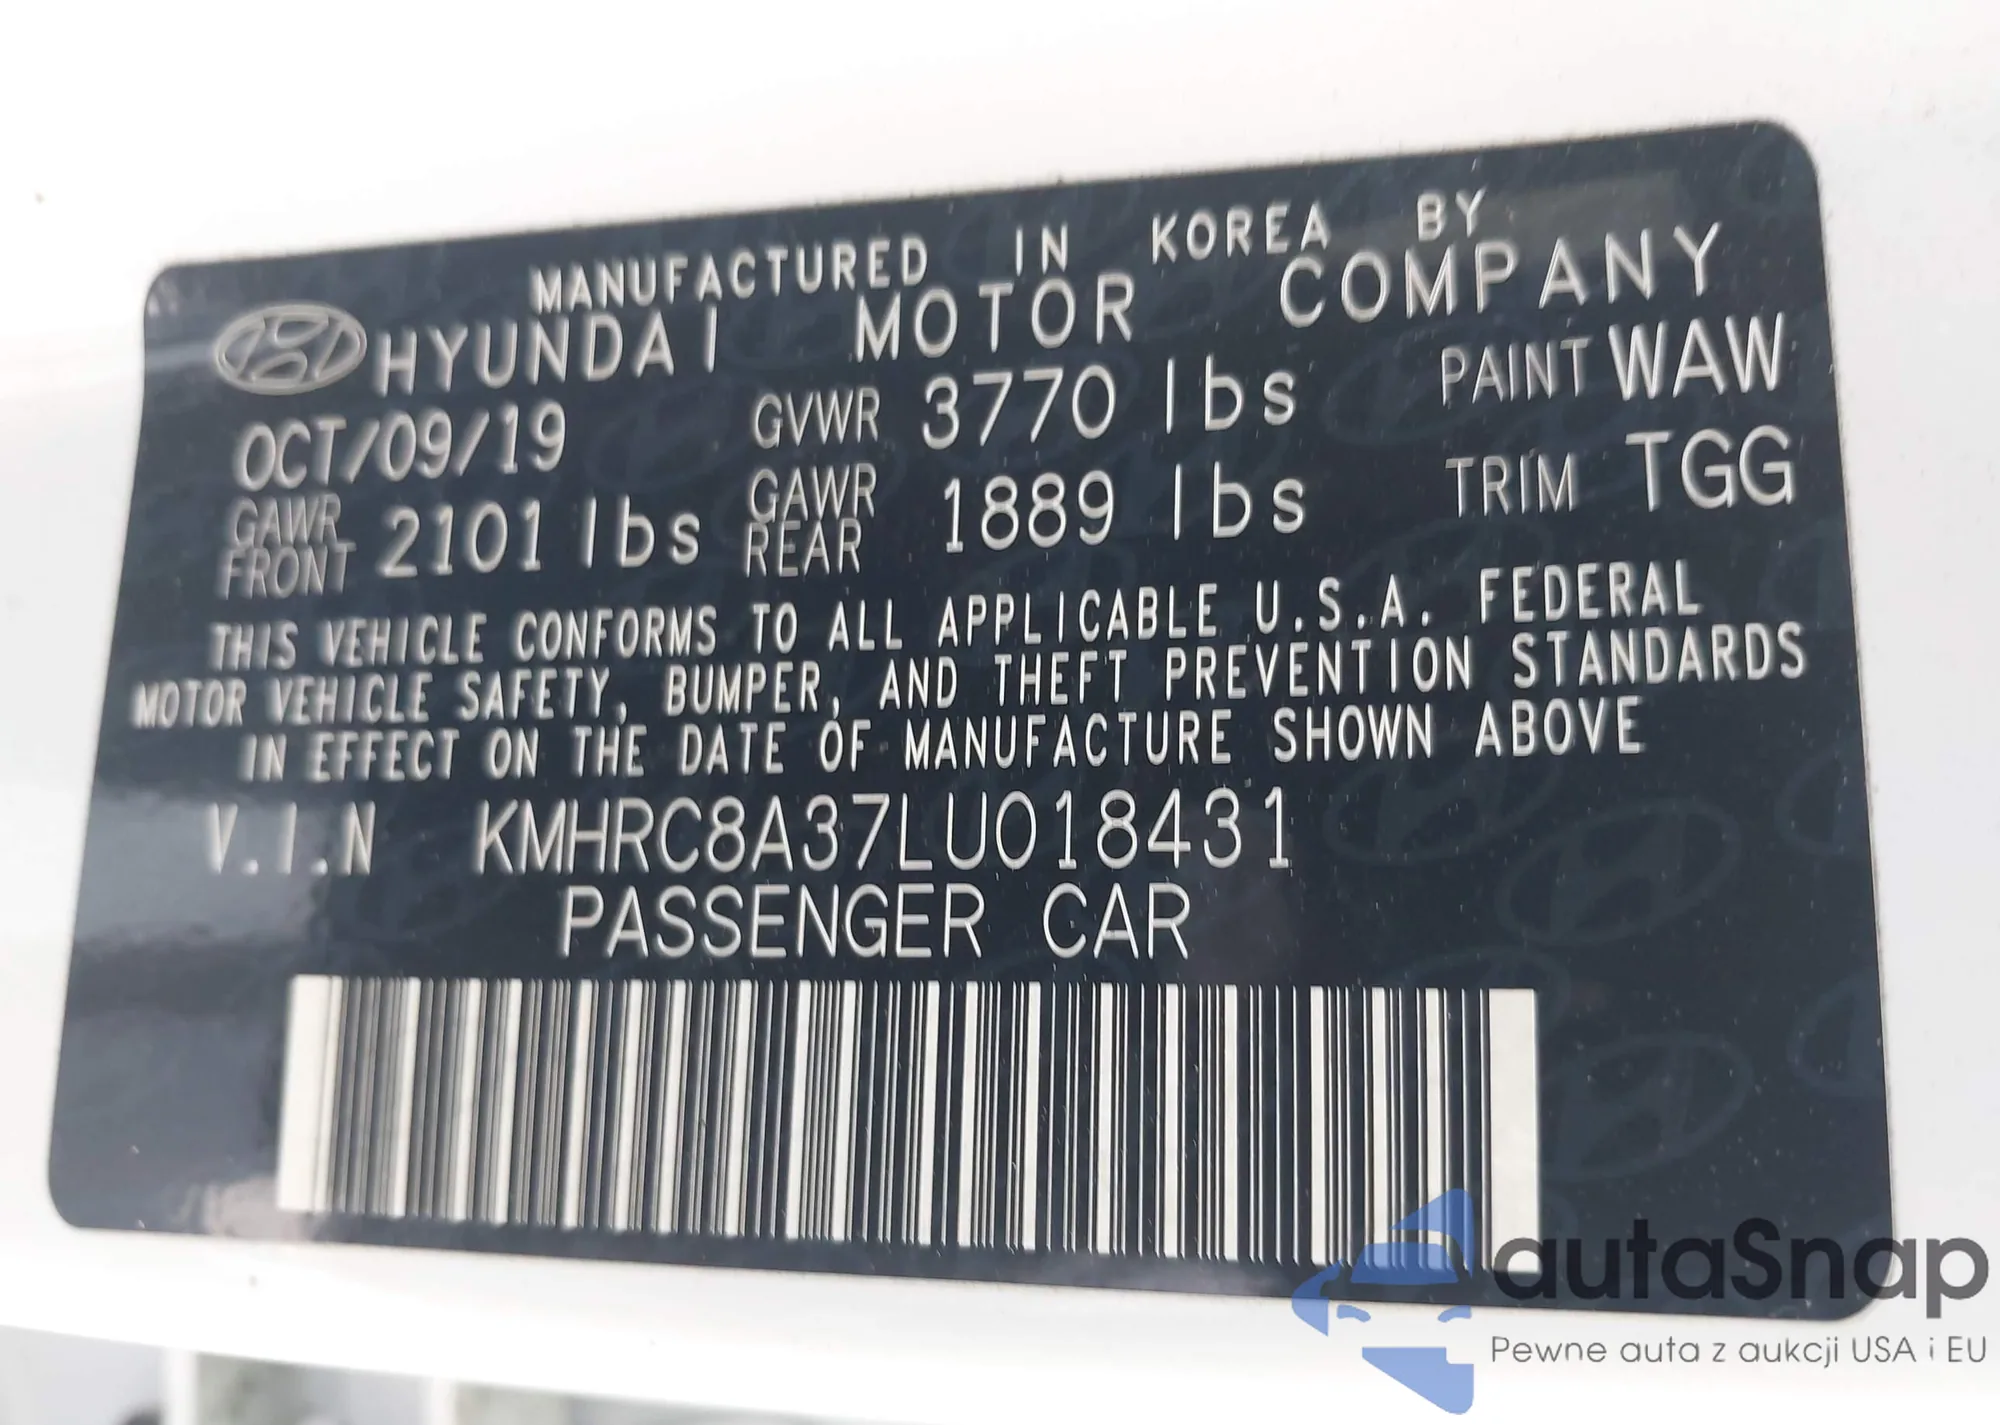 MANUFACTURED IN KOREA BY
HYUNDAI MOTOR COMPANY
OCT/09/19 GVWR 3770 lbs PAINT WAW
GAWR FRONT 2101 lbs GAWR REAR 1889 lbs TRIM TGG
THIS VEHICLE CONFORMS TO ALL APPLICABLE U.S.A. FEDERAL
MOTOR VEHICLE SAFETY, BUMPER, AND THEFT PREVENTION STANDARDS
IN EFFECT ON THE DATE OF MANUFACTURE SHOWN ABOVE
V.I.N KMHRC8A37LU018431
PASSENGER CAR
autaSnap
Pewne auta z aukcji USA i EU